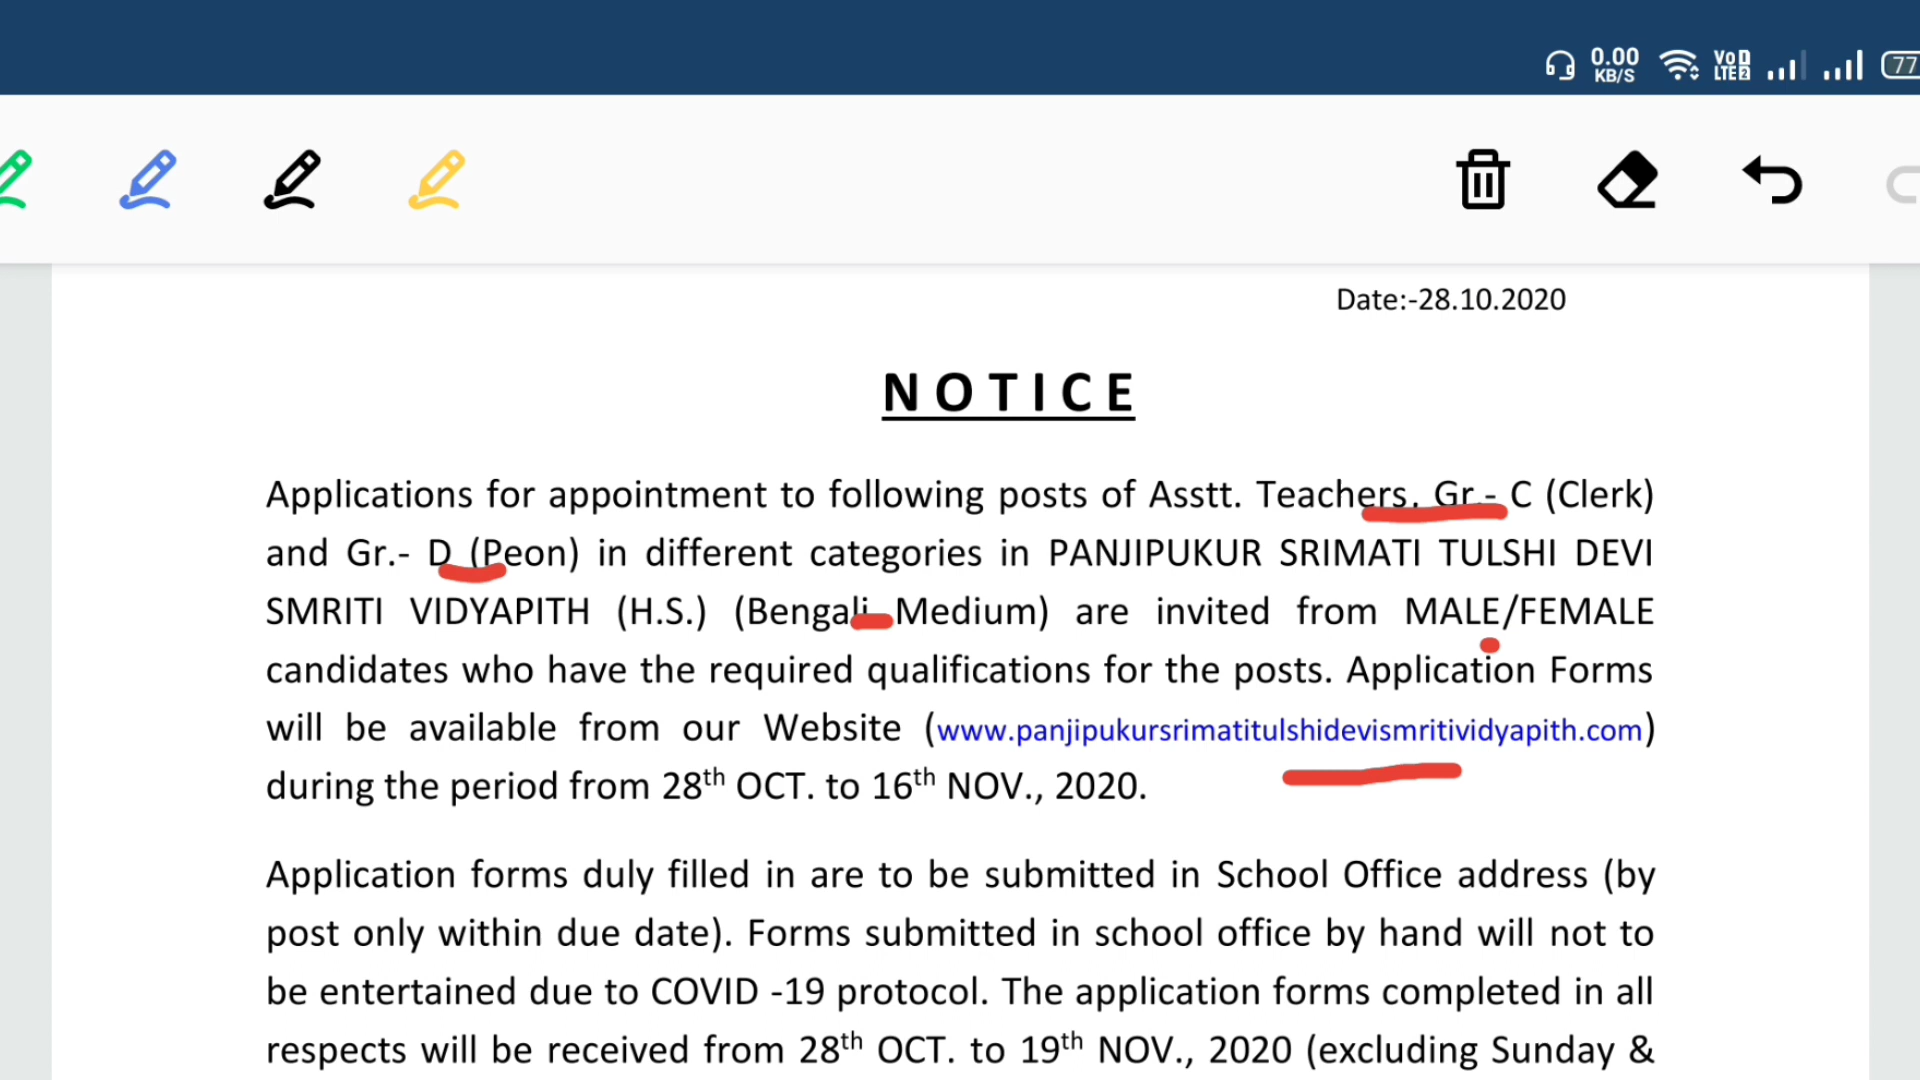 0.00
KB/S
Vo 1
LTE 2
77
Date:-28.10.2020
NOTICE
Applications for appointment to following posts of Asstt. Teachers, Gr.- C (Clerk)
and Gr.- D (Peon) in different categories in PANJIPUKUR SRIMATI TULSHI DEVI
SMRITI VIDYAPITH (H.S.) (Bengali Medium) are invited from MALE/FEMALE
candidates who have the required qualifications for the posts. Application Forms
will be available from our Website (www.panjipukursrimatitulshidevismritividyapith.com)
during the period from 28th OCT. to 16th NOV., 2020.
Application forms duly filled in are to be submitted in School Office address (by
post only within due date). Forms submitted in school office by hand will not to
be entertained due to COVID -19 protocol. The application forms completed in all
respects will be received from 28th OCT. to 19th NOV., 2020 (excluding Sunday &